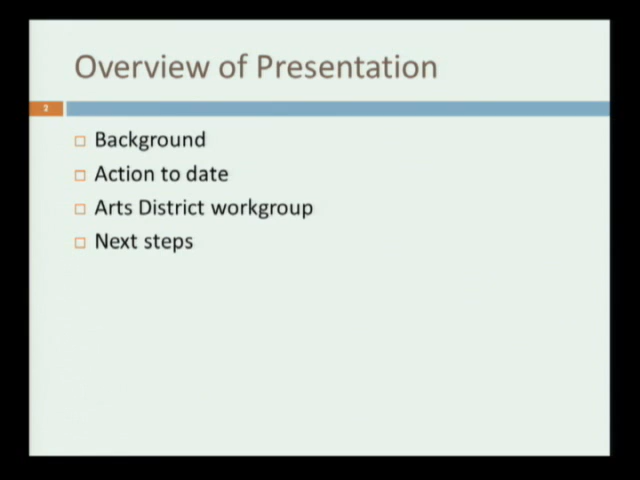 Overview of Presentation
2
Background
Action to date
Arts District workgroup
Next steps